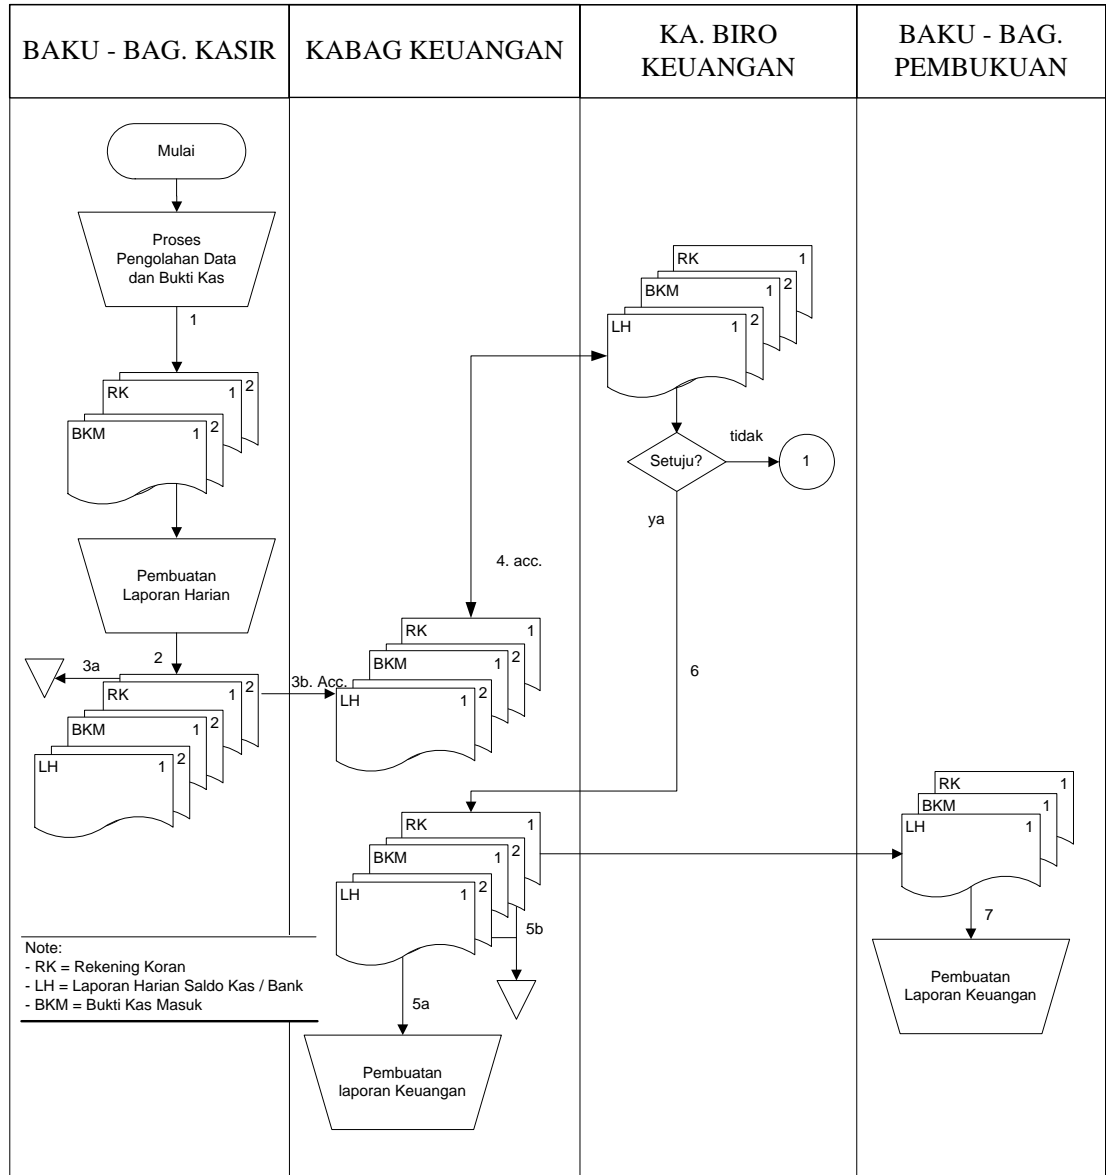 BAKU - BAG. KASIR
KABAG KEUANGAN
KA. BIRO
KEUANGAN
BAKU - BAG.
PEMBUKUAN
Mulai
Proses
Pengolahan Data
dan Bukti Kas
1
2
RK 1
2
BKM 1
Pembuatan
Laporan Harian
2
3a
2
RK 1
2
BKM 1
2
LH 1
Note:
- RK = Rekening Koran
- LH = Laporan Harian Saldo Kas / Bank
- BKM = Bukti Kas Masuk
3b. Acc.
4. acc.
RK 1
2
BKM 1
2
LH 1
RK 1
2
BKM 1
2
LH 1
5b
5a
Pembuatan
laporan Keuangan
RK 1
2
BKM 1
2
LH 1
Setuju?
tidak
1
ya
6
RK 1
BKM 1
LH 1
7
Pembuatan
Laporan Keuangan